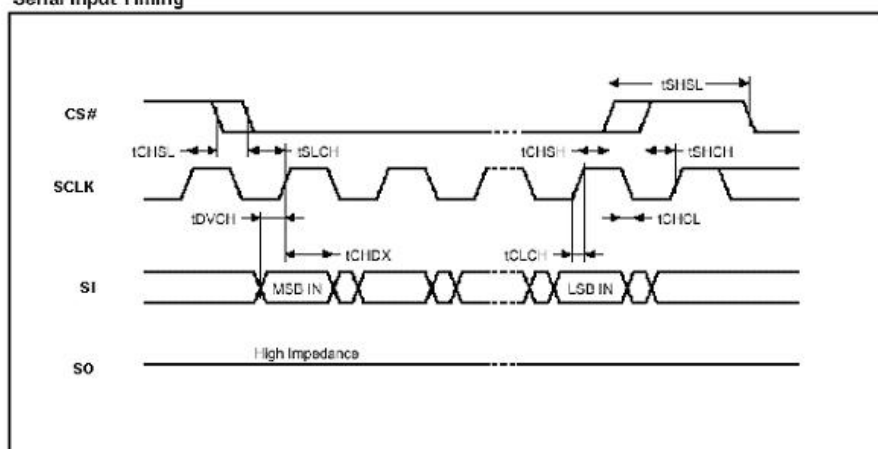 Serial Input Timing
tSHSL
CS#
tCHSL
tSLCH
tCHSH
tSHCH
SCLK
tDVCH
tCHCL
tCHDX
tCLCH
SI
MSB IN
LSB IN
High Impedance
SO